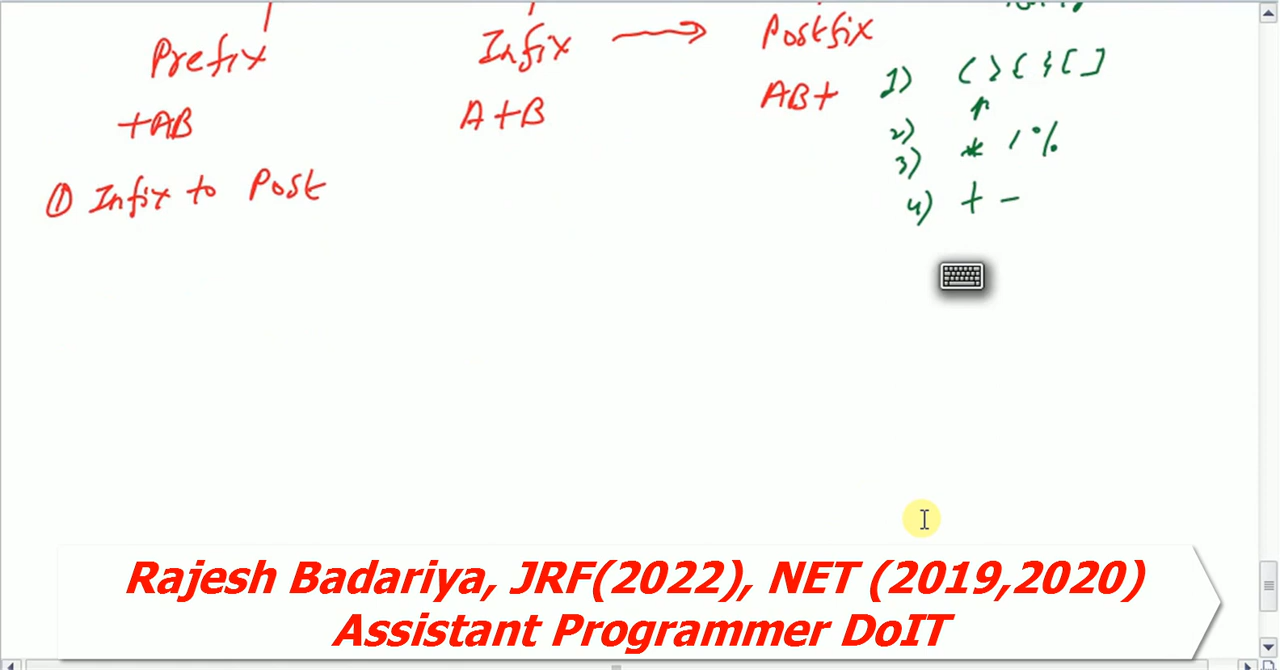 Prefix Infix → Postfix
+AB A+B AB+
① Infix to Post
1) ( ) { } [ ]
2) ↑
3) * / %
4) + -
Rajesh Badariya, JRF(2022), NET (2019,2020)
Assistant Programmer DoIT